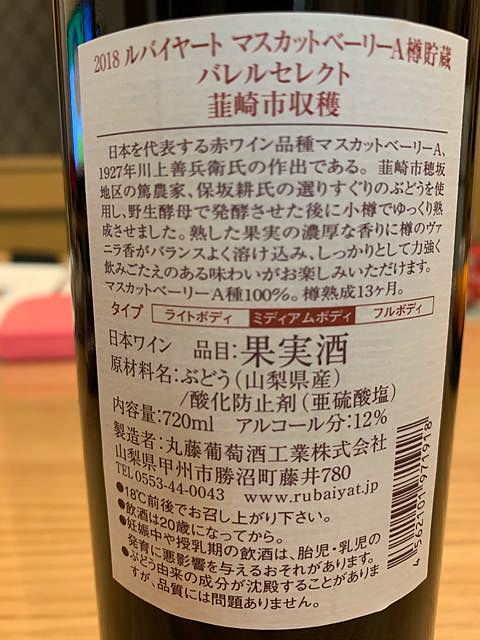 2018 ルバイヤート マスカットベーリーA樽貯蔵
バレルセレクト
韮崎市収穫
日本を代表する赤ワイン品種マスカットベーリーA、
1927年川上善兵衛氏の作出である。韮崎市穂坂
地区の篤農家、保坂耕氏の選りすぐりのぶどうを使
用し、野生酵母で発酵させた後に小樽でゆっくり熟
成させました。熟した果実の濃厚な香りに樽のヴァ
ニラ香がバランスよく溶け込み、しっかりとして力強く
飲みごたえのある味わいがお楽しみいただけます。
マスカットベーリーA種100%。樽熟成13ヶ月。
タイプ ライトボディ ミディアムボディ フルボディ
日本ワイン 品目:果実酒
原材料名:ぶどう(山梨県産)
/酸化防止剤(亜硫酸塩)
内容量:720ml アルコール分:12%
製造者:丸藤葡萄酒工業株式会社
山梨県甲州市勝沼町藤井780
TEL0553-44-0043 www.rubaiyat.jp
●18℃前後でお召し上がり下さい。
●飲酒は20歳になってから。
●妊娠中や授乳期の飲酒は、胎児・乳児の
発育に悪影響を与えるおそれがあります。
●ぶどう由来の成分が沈殿することがありま
すが、品質には問題ありません。
4 562101 971918